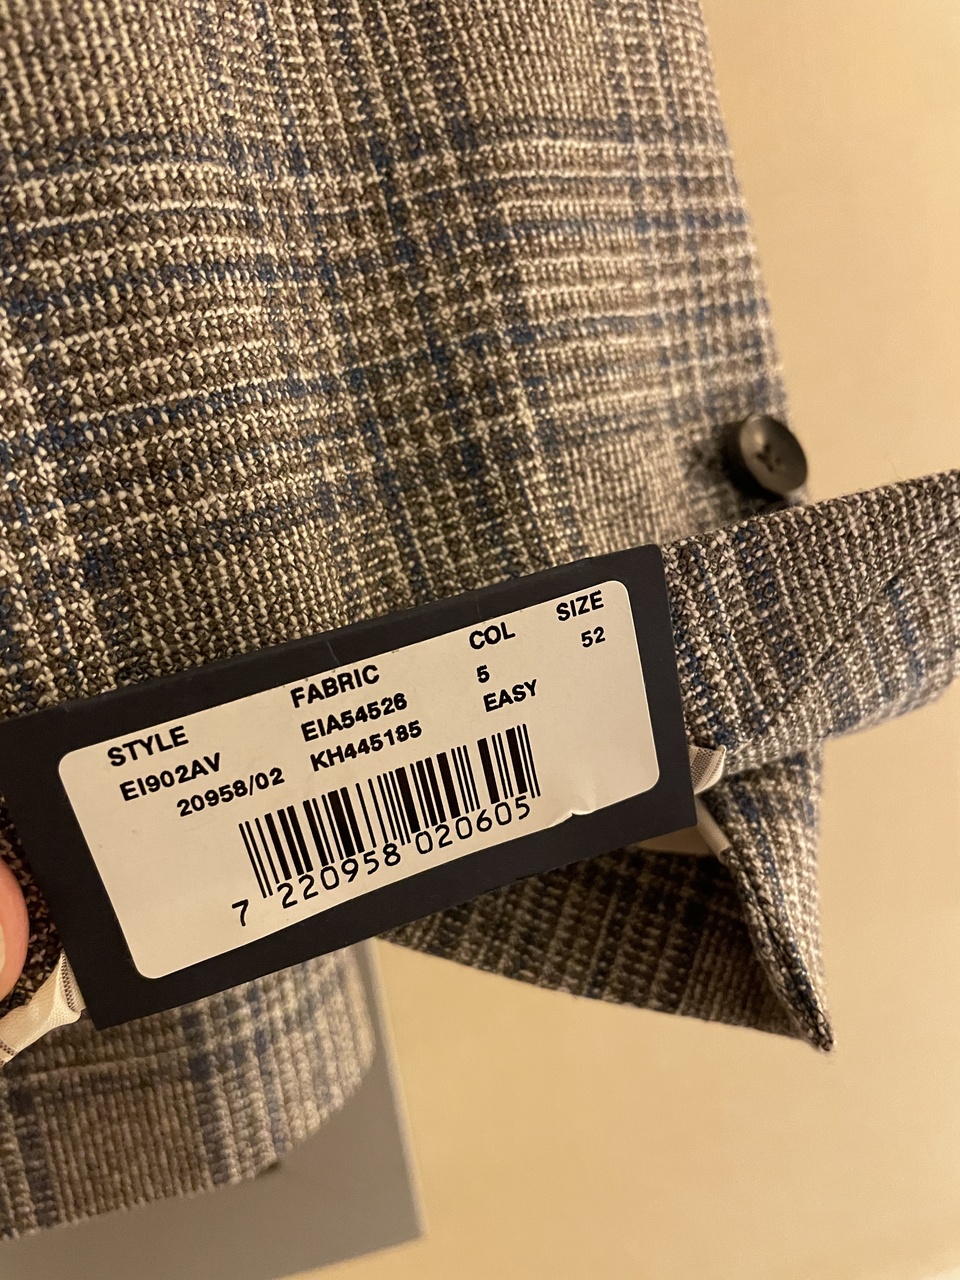 STYLE FABRIC COL SIZE
EI902AV EIA54526 5 52
20958/02 KH445185 EASY
7 220958 020605